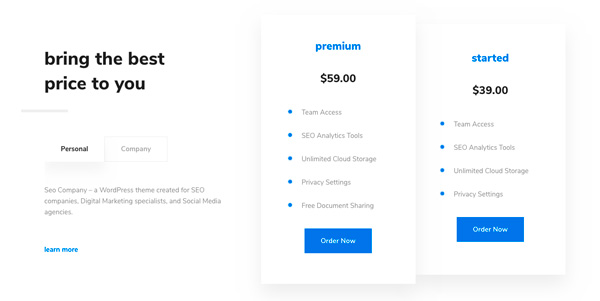 bring the best
price to you
Personal
Company
Seo Company – a WordPress theme created for SEO
companies, Digital Marketing specialists, and Social Media
agencies.
learn more
premium
$59.00
Team Access
SEO Analytics Tools
Unlimited Cloud Storage
Privacy Settings
Free Document Sharing
Order Now
started
$39.00
Team Access
SEO Analytics Tools
Unlimited Cloud Storage
Privacy Settings
Order Now